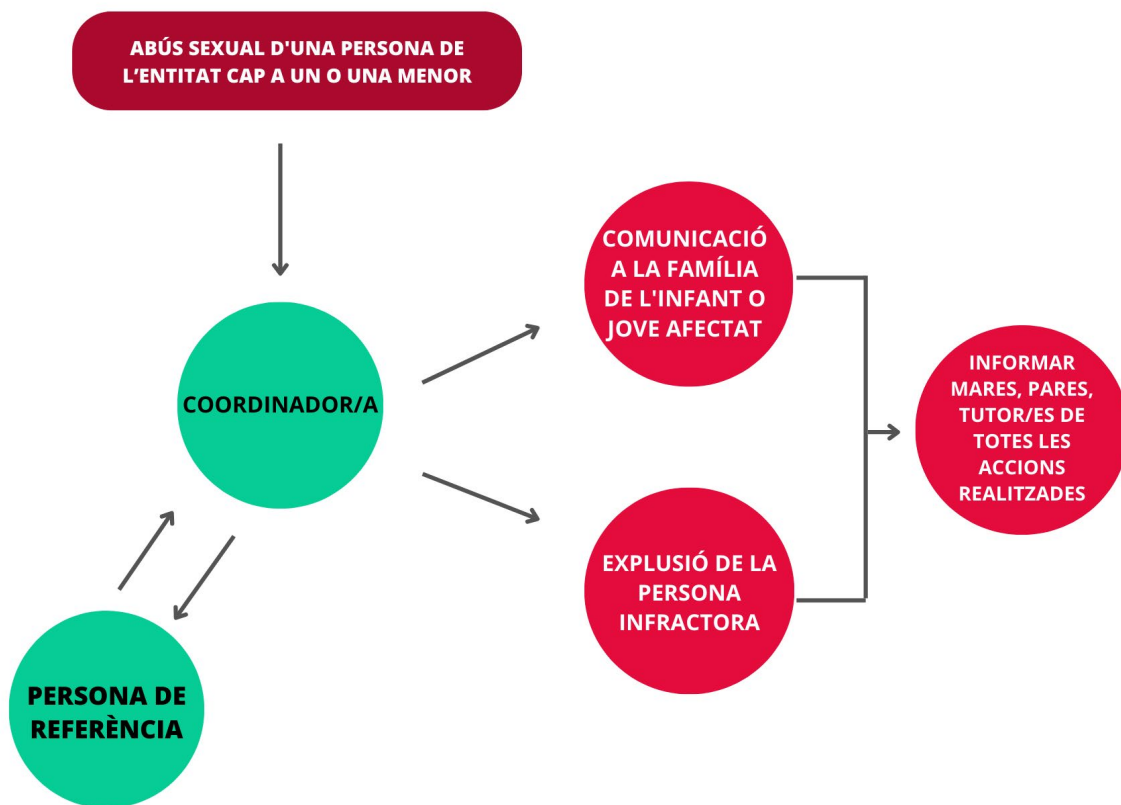 ABÚS SEXUAL D'UNA PERSONA DE
L'ENTITAT CAP A UN O UNA MENOR
COMUNICACIÓ
A LA FAMÍLIA
DE L'INFANT O
JOVE AFECTAT
COORDINADOR/A
INFORMAR
MARES, PARES,
TUTOR/ES DE
TOTES LES
ACCIONS
REALITZADES
EXPLUSIÓ DE LA
PERSONA
INFRACTORA
PERSONA DE
REFERÈNCIA